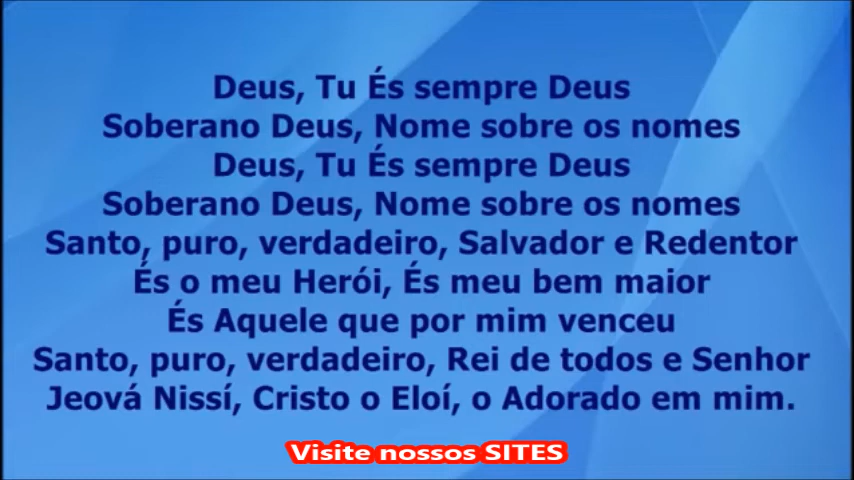 Deus, Tu És sempre Deus
Soberano Deus, Nome sobre os nomes
Deus, Tu És sempre Deus
Soberano Deus, Nome sobre os nomes
Santo, puro, verdadeiro, Salvador e Redentor
És o meu Herói, És meu bem maior
És Aquele que por mim venceu
Santo, puro, verdadeiro, Rei de todos e Senhor
Jeová Nissí, Cristo o Eloí, o Adorado em mim.
Visite nossos SITES